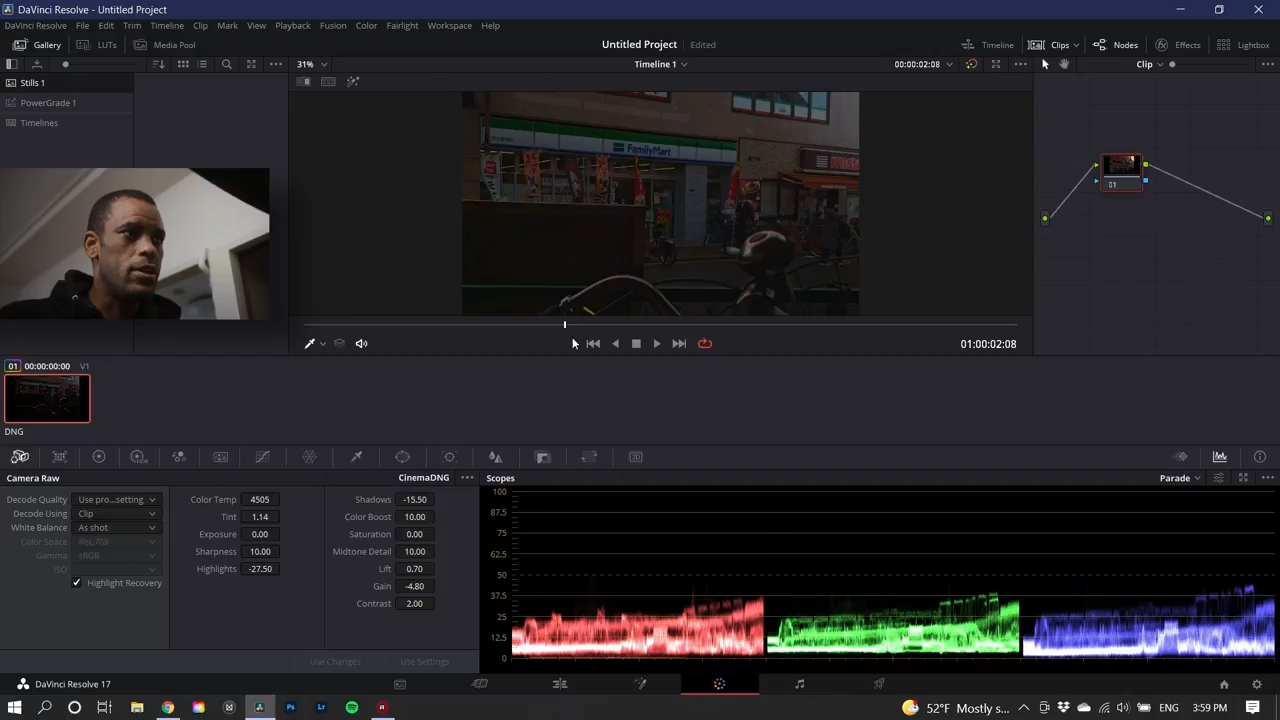 DaVinci Resolve - Untitled Project
DaVinci Resolve File Edit Trim Timeline Clip Mark View Playback Fusion Color Fairlight Workspace Help
Gallery LUTs Media Pool Untitled Project Edited Timeline Clips Nodes Effects Lightbox
31% Timeline 1 00:00:02:08 Clip
Stills 1
PowerGrade 1
Timelines
FamilyMart
01
01:00:02:08
01 00:00:00:00 V1
DNG
Camera Raw CinemaDNG Scopes Parade
Decode Quality Use pro...setting Color Temp 4505 Shadows -15.50
Decode Using Clip Tint 1.14 Color Boost 10.00
White Balance As shot Exposure 0.00 Saturation 0.00
Color Space Rec.709 Sharpness 10.00 Midtone Detail 10.00
Gamma sRGB Highlights -27.50 Lift 0.70
ISO Gain -4.80
Highlight Recovery Contrast 2.00
100
87.5
75
62.5
50
37.5
25
12.5
0
Use Changes Use Settings
DaVinci Resolve 17
52°F Mostly s... ENG 3:59 PM